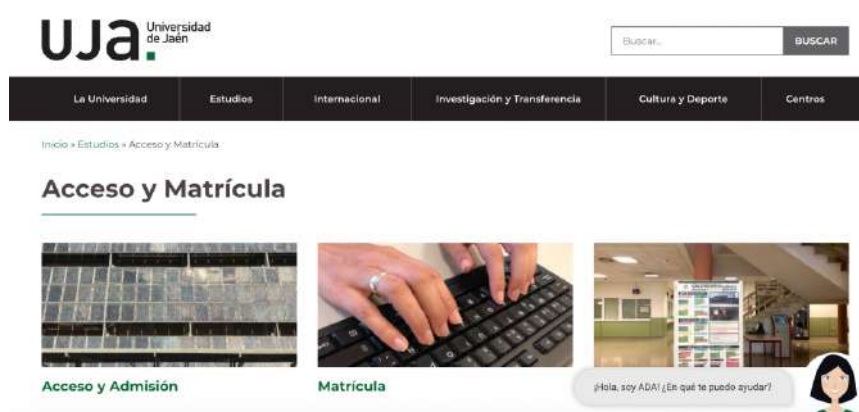 UJa.
Universidad
de Jaén
Buscar...
BUSCAR
La Universidad
Estudios
Internacional
Investigación y Transferencia
Cultura y Deporte
Centros
Inicio » Estudios » Acceso y Matrícula
Acceso y Matrícula
Acceso y Admisión
Matrícula
¡Hola, soy ADA! ¿En qué te puedo ayudar?